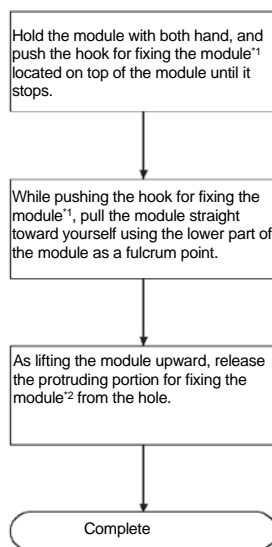 Hold the module with both hand, and
push the hook for fixing the module*1
located on top of the module until it
stops.
While pushing the hook for fixing the
module*1, pull the module straight
toward yourself using the lower part of
the module as a fulcrum point.
As lifting the module upward, release
the protruding portion for fixing the
module*2 from the hole.
Complete